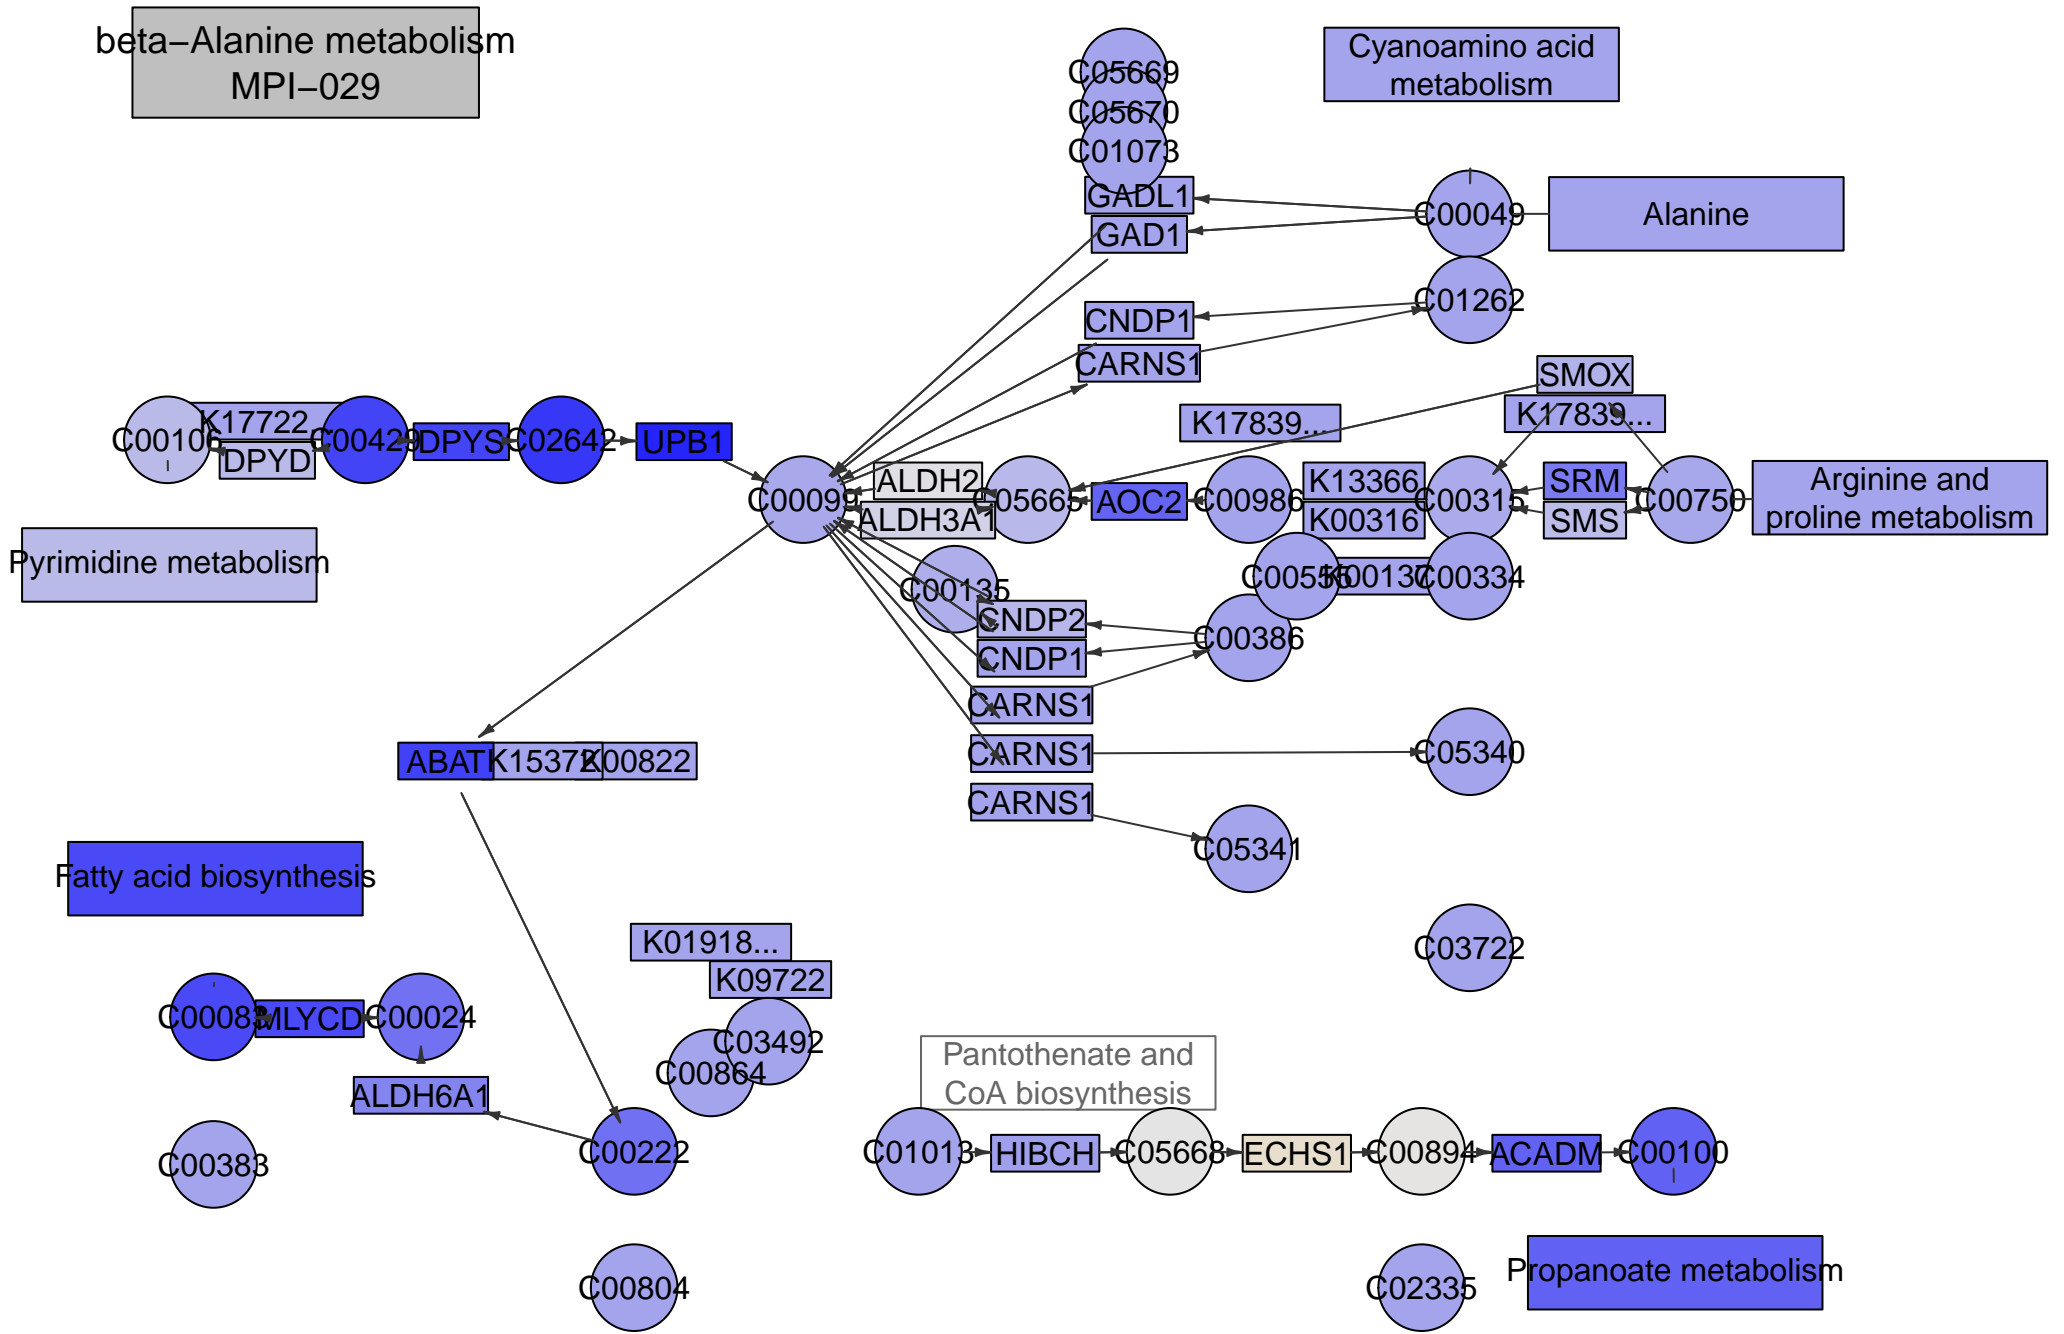 beta−Alanine metabolism
MPI−029
C05669
C05670
C01073
Cyanoamino acid
metabolism
GADL1
GAD1
C00049
Alanine
CNDP1
CARNS1
C01262
SMOX
K17839...
K17839...
C00106
K17722...
DPYD
C00429
DPYS
C02642
UPB1
C00099
ALDH2
ALDH3A1
C05665
AOC2
C00986
K13366
K00316
C00315
SRM
SMS
C00750
Arginine and
proline metabolism
Pyrimidine metabolism
C00135
C00555
K00137
C00334
CNDP2
CNDP1
C00386
CARNS1
CARNS1
CARNS1
C05340
C05341
ABAT
K15372
K00822
Fatty acid biosynthesis
K01918...
K09722
C03722
C00083
MLYCD
C00024
C03492
C00864
ALDH6A1
Pantothenate and
CoA biosynthesis
C00383
C00222
C01013
HIBCH
C05668
ECHS1
C00894
ACADM
C00100
C00804
C02335
Propanoate metabolism